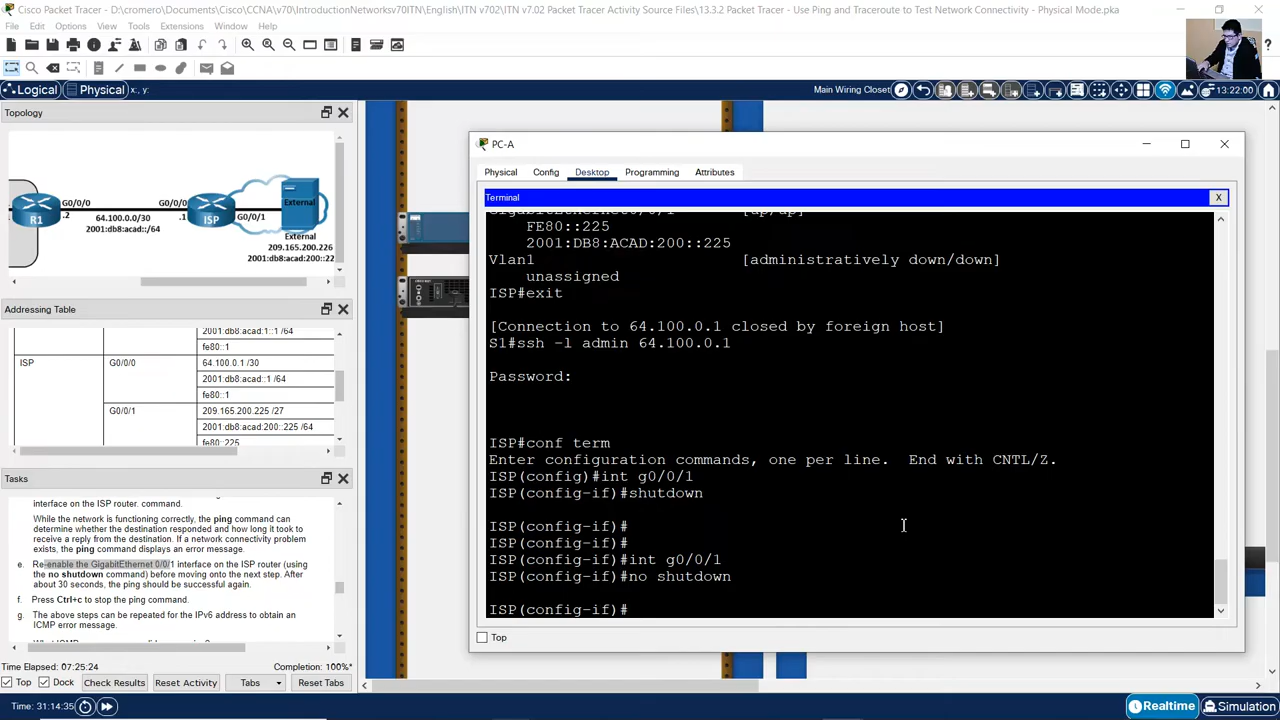 Cisco Packet Tracer - D:\cromero\Documents\Cisco\CCNA\v70\IntroductionNetworksv70ITN\English\ITN v702\ITN v7.02 Packet Tracer Activity Source Files\13.3.2 Packet Tracer - Use Ping and Traceroute to Test Network Connectivity - Physical Mode.pka
File Edit Options View Tools Extensions Window Help
Logical Physical x:, y:
Main Wiring Closet
13:22:00
Topology
R1
G0/0/0
.2
64.100.0.0/30
2001:db8:acad::/64
G0/0/0
.1
ISP
G0/0/1
External
External
209.165.200.226
2001:db8:acad:200::22
Addressing Table
2001:db8:acad:1::1 /64
fe80::1
ISP
G0/0/0
64.100.0.1 /30
2001:db8:acad::1 /64
fe80::1
G0/0/1
209.165.200.225 /27
2001:db8:acad:200::225 /64
fe80::225
Tasks
interface on the ISP router. command.
While the network is functioning correctly, the ping command can
determine whether the destination responded and how long it took to
receive a reply from the destination. If a network connectivity problem
exists, the ping command displays an error message.
e. Re-enable the GigabitEthernet 0/0/1 interface on the ISP router (using
the no shutdown command) before moving onto the next step. After
about 30 seconds, the ping should be successful again.
f. Press Ctrl+c to stop the ping command.
g. The above steps can be repeated for the IPv6 address to obtain an
ICMP error message.
Time Elapsed: 07:25:24
Completion: 100%*
Top Dock Check Results Reset Activity Tabs Reset Tabs
Time: 31:14:35
Realtime Simulation
PC-A
Physical Config Desktop Programming Attributes
Terminal
X
GigabitEthernet0/0/1 [up/up]
FE80::225
2001:DB8:ACAD:200::225
Vlan1 [administratively down/down]
unassigned
ISP#exit
[Connection to 64.100.0.1 closed by foreign host]
S1#ssh -l admin 64.100.0.1
Password:
ISP#conf term
Enter configuration commands, one per line. End with CNTL/Z.
ISP(config)#int g0/0/1
ISP(config-if)#shutdown
ISP(config-if)#
ISP(config-if)#
ISP(config-if)#int g0/0/1
ISP(config-if)#no shutdown
ISP(config-if)#
Top